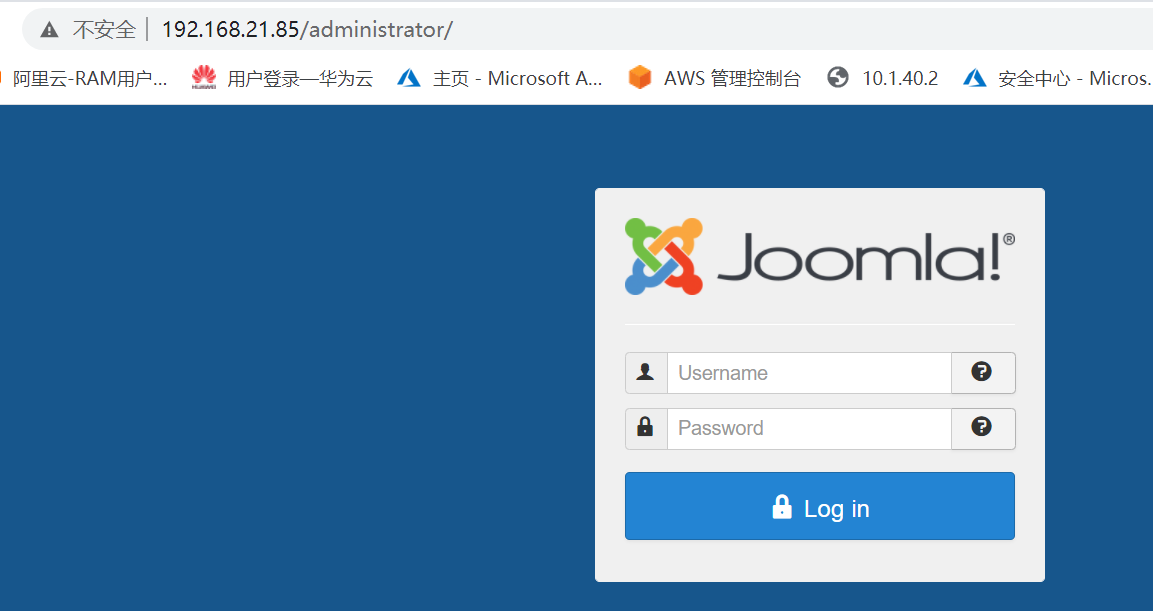 不安全 | 192.168.21.85/administrator/
阿里云-RAM用户... 用户登录—华为云 主页 - Microsoft A... AWS 管理控制台 10.1.40.2 安全中心 - Micros.
HUAWEI
Joomla!®
Username
Password
Log in